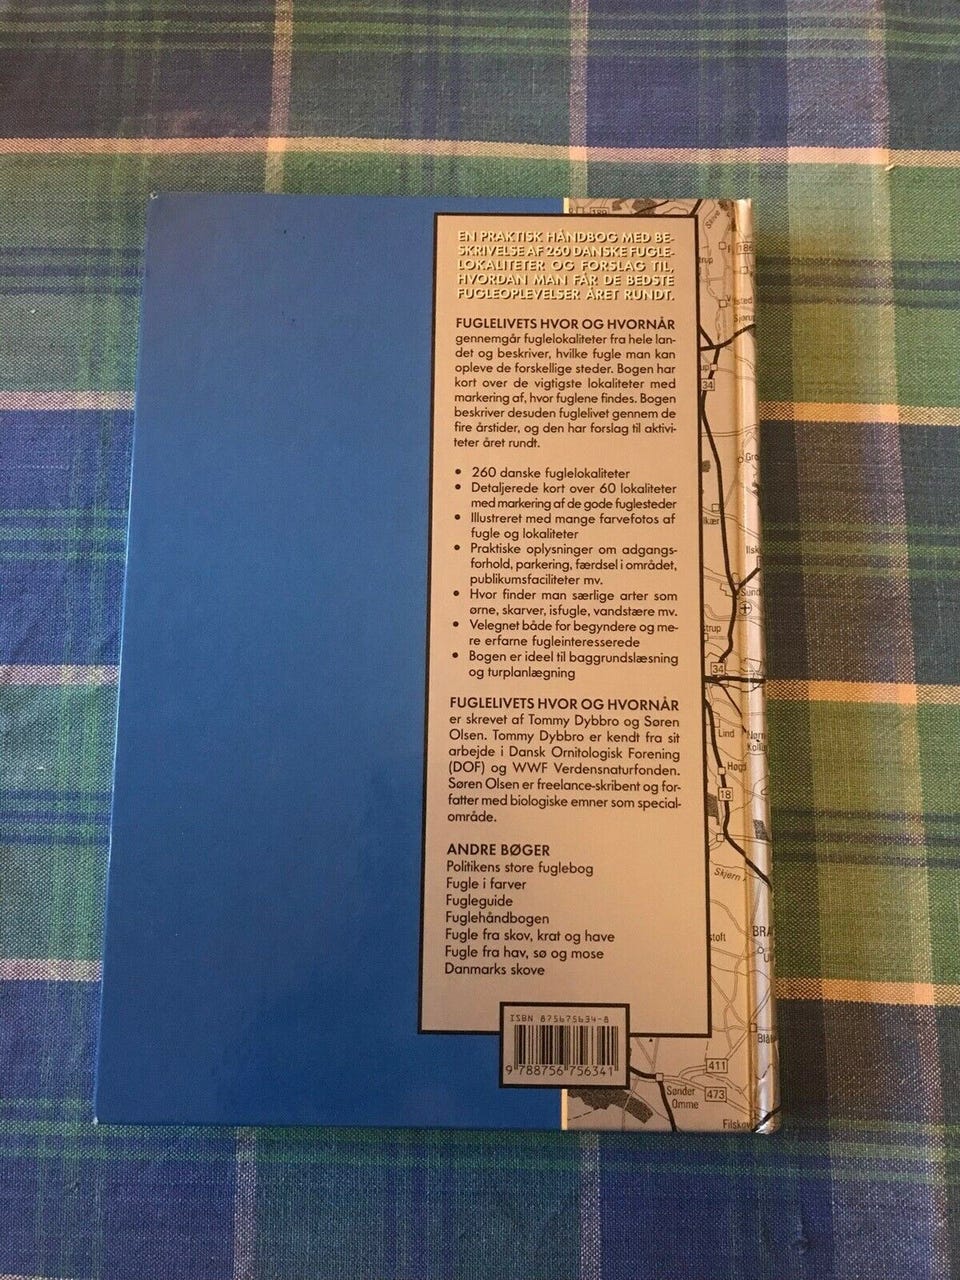 EN PRAKTISK HÅNDBOG MED BE-
SKRIVELSE AF 260 DANSKE FUGLE-
LOKALITETER OG FORSLAG TIL,
HVORDAN MAN FÅR DE BEDSTE
FUGLEOPLEVELSER ÅRET RUNDT.
FUGLELIVETS HVOR OG HVORNÅR
gennemgår fuglelokaliteter fra hele lan-
det og beskriver, hvilke fugle man kan
opleve de forskellige steder. Bogen har
kort over de vigtigste lokaliteter med
markering af, hvor fuglene findes. Bogen
beskriver desuden fuglelivet gennem de
fire årstider, og den har forslag til aktivi-
teter året rundt.
• 260 danske fuglelokaliteter
• Detaljerede kort over 60 lokaliteter
med markering af de gode fuglesteder
• Illustreret med mange farvefotos af
fugle og lokaliteter
• Praktiske oplysninger om adgangs-
forhold, parkering, færdsel i området,
publikumsfaciliteter mv.
• Hvor finder man særlige arter som
ørne, skarver, isfugle, vandstære mv.
• Velegnet både for begyndere og me-
re erfarne fugleinteresserede
• Bogen er ideel til baggrundslæsning
og turplanlægning
FUGLELIVETS HVOR OG HVORNÅR
er skrevet af Tommy Dybbro og Søren
Olsen. Tommy Dybbro er kendt fra sit
arbejde i Dansk Ornitologisk Forening
(DOF) og WWF Verdensnaturfonden.
Søren Olsen er freelance-skribent og for-
fatter med biologiske emner som special-
område.
ANDRE BØGER
Politikens store fuglebog
Fugle i farver
Fugleguide
Fuglehåndbogen
Fugle fra skov, krat og have
Fugle fra hav, sø og mose
Danmarks skove
ISBN 875675634-8
9 788756 756341
189
186
34
34
Lind
18
Skjern
BRA
411
Sønder
Omme
473
Filskov